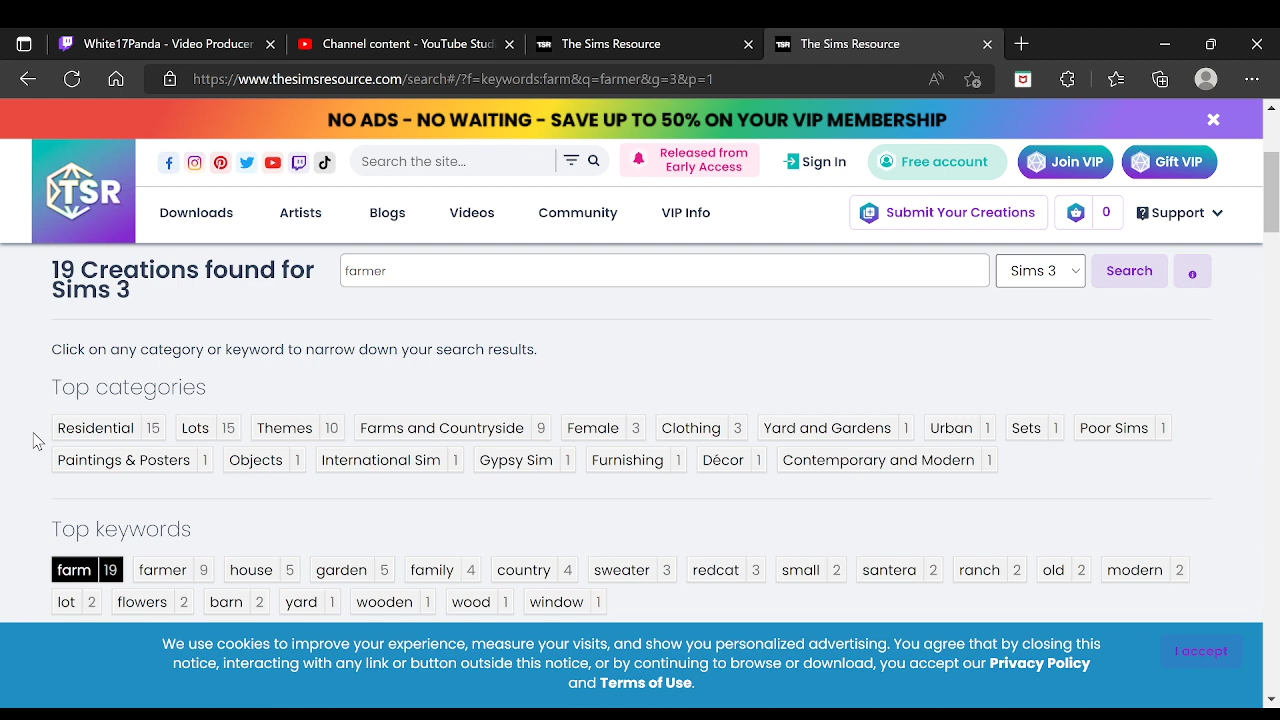 White17Panda - Video Producer
Channel content - YouTube Stud
TSR The Sims Resource
TSR The Sims Resource
https://www.thesimsresource.com/search#/?f=keywords:farm&q=farmer&g=3&p=1
NO ADS - NO WAITING - SAVE UP TO 50% ON YOUR VIP MEMBERSHIP
TSR
Search the site...
Released from
Early Access
Sign In
Free account
Join VIP
Gift VIP
Downloads
Artists
Blogs
Videos
Community
VIP Info
Submit Your Creations
0
Support
19 Creations found for
Sims 3
farmer
Sims 3
Search
Click on any category or keyword to narrow down your search results.
Top categories
Residential 15 Lots 15 Themes 10 Farms and Countryside 9 Female 3 Clothing 3 Yard and Gardens 1 Urban 1 Sets 1 Poor Sims 1
Paintings & Posters 1 Objects 1 International Sim 1 Gypsy Sim 1 Furnishing 1 Décor 1 Contemporary and Modern 1
Top keywords
farm 19 farmer 9 house 5 garden 5 family 4 country 4 sweater 3 redcat 3 small 2 santera 2 ranch 2 old 2 modern 2
lot 2 flowers 2 barn 2 yard 1 wooden 1 wood 1 window 1
We use cookies to improve your experience, measure your visits, and show you personalized advertising. You agree that by closing this
notice, interacting with any link or button outside this notice, or by continuing to browse or download, you accept our Privacy Policy
and Terms of Use.
I accept